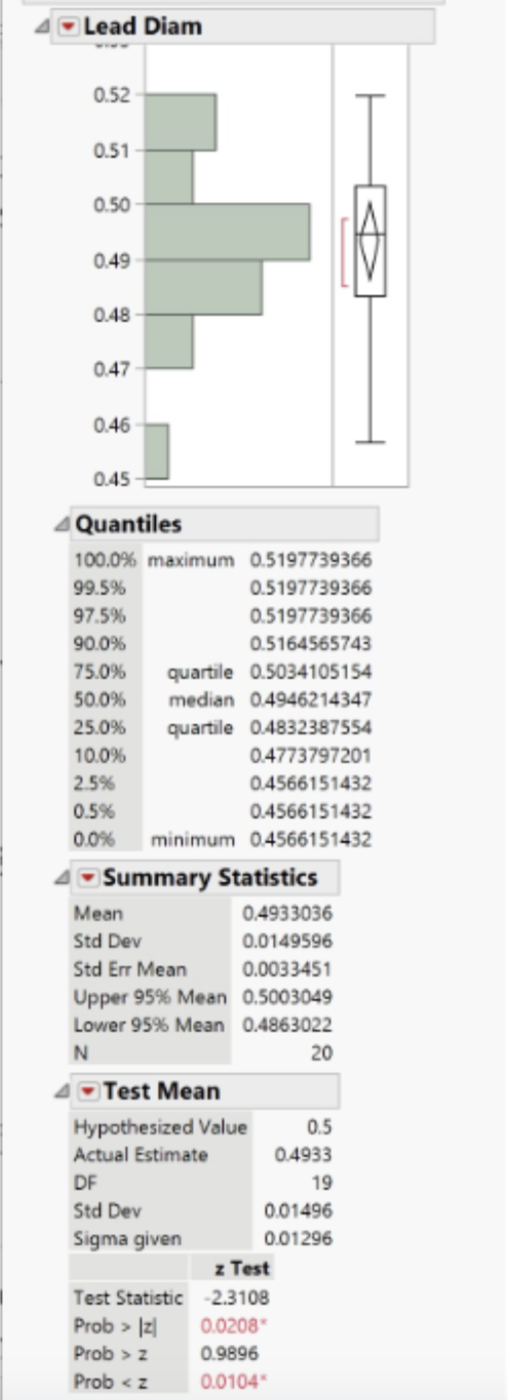 Lead Diam
0.52
0.51
0.50
0.49
0.48
0.47
0.46
0.45
Quantiles
100.0% maximum 0.5197739366
99.5% 0.5197739366
97.5% 0.5197739366
90.0% 0.5164565743
75.0% quartile 0.5034105154
50.0% median 0.4946214347
25.0% quartile 0.4832387554
10.0% 0.4773797201
2.5% 0.4566151432
0.5% 0.4566151432
0.0% minimum 0.4566151432
Summary Statistics
Mean 0.4933036
Std Dev 0.0149596
Std Err Mean 0.0033451
Upper 95% Mean 0.5003049
Lower 95% Mean 0.4863022
N 20
Test Mean
Hypothesized Value 0.5
Actual Estimate 0.4933
DF 19
Std Dev 0.01496
Sigma given 0.01296
z Test
Test Statistic -2.3108
Prob > |z| 0.0208*
Prob > z 0.9896
Prob < z 0.0104*